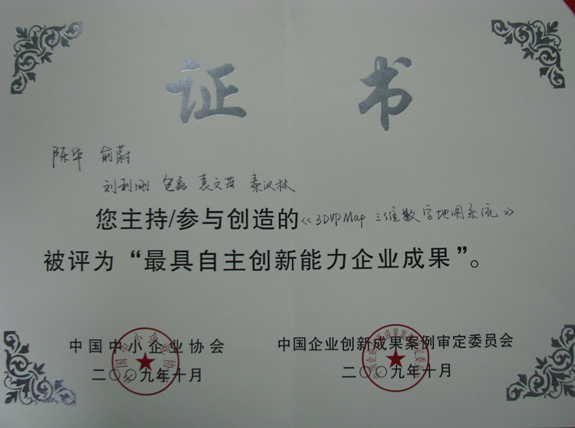 证 书
陈华 俞蔚
刘利刚 包磊 袁文茂 秦汉林
您主持/参与创造的《3DVPMap 三维数字地图系统》
被评为“最具自主创新能力企业成果”。
中国中小企业协会 中国企业创新成果案例审定委员会
二〇〇九年十月 二〇〇九年十月